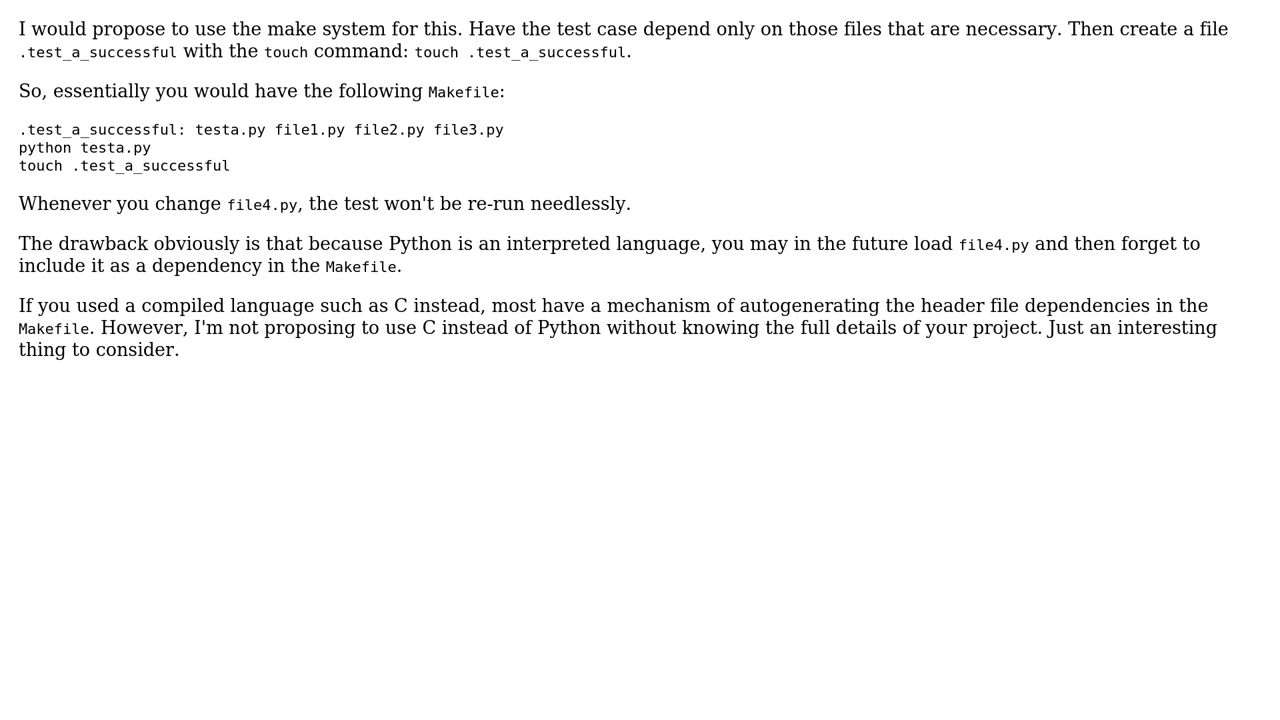 I would propose to use the make system for this. Have the test case depend only on those files that are necessary. Then create a file
.test_a_successful with the touch command: touch .test_a_successful.
So, essentially you would have the following Makefile:
.test_a_successful: testa.py file1.py file2.py file3.py
python testa.py
touch .test_a_successful
Whenever you change file4.py, the test won't be re-run needlessly.
The drawback obviously is that because Python is an interpreted language, you may in the future load file4.py and then forget to
include it as a dependency in the Makefile.
If you used a compiled language such as C instead, most have a mechanism of autogenerating the header file dependencies in the
Makefile. However, I'm not proposing to use C instead of Python without knowing the full details of your project. Just an interesting
thing to consider.